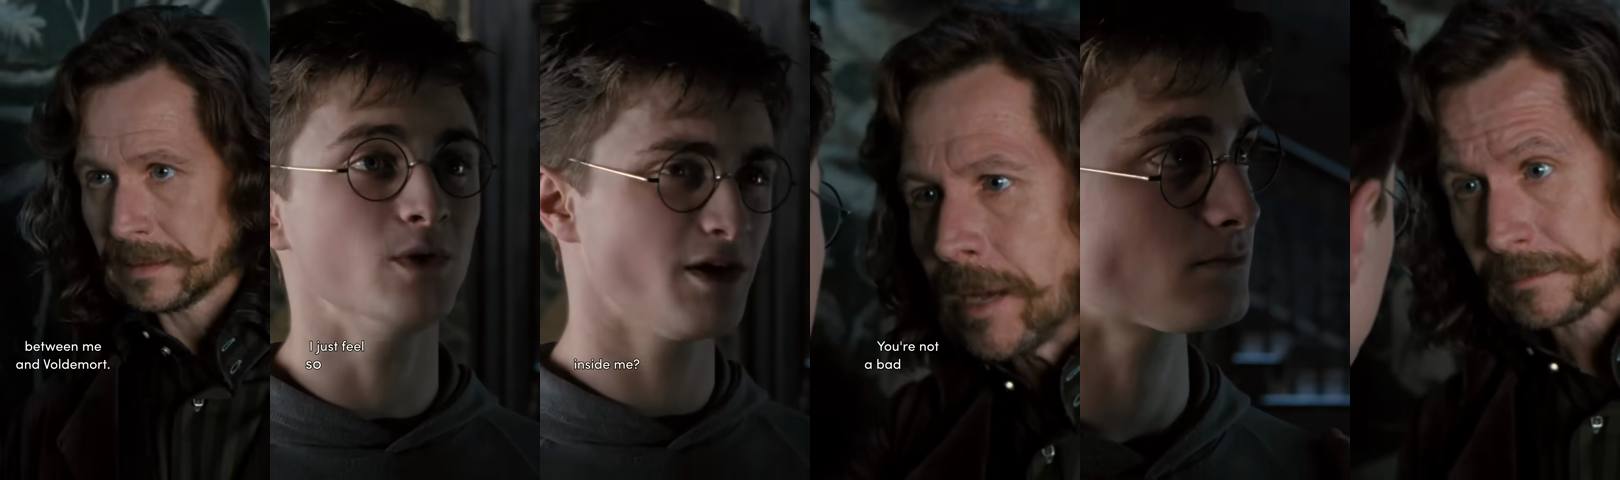 between me
and Voldemort.
I just feel
so
inside me?
You're not
a bad